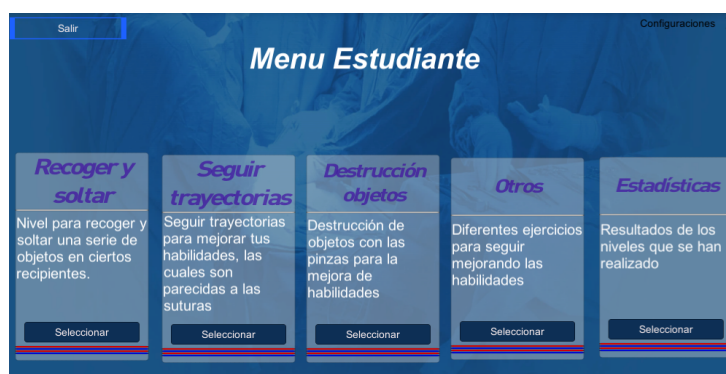 Salir
Configuraciones
Menu Estudiante
Recoger y
soltar
Nivel para recoger y
soltar una serie de
objetos en ciertos
recipientes.
Seleccionar
Seguir
trayectorias
Seguir trayectorias
para mejorar tus
habilidades, las
cuales son
parecidas a las
suturas
Seleccionar
Destrucción
objetos
Destrucción de
objetos con las
pinzas para la
mejora de
habilidades
Seleccionar
Otros
Diferentes ejercicios
para seguir
mejorando las
habilidades
Seleccionar
Estadísticas
Resultados de los
niveles que se han
realizado
Seleccionar